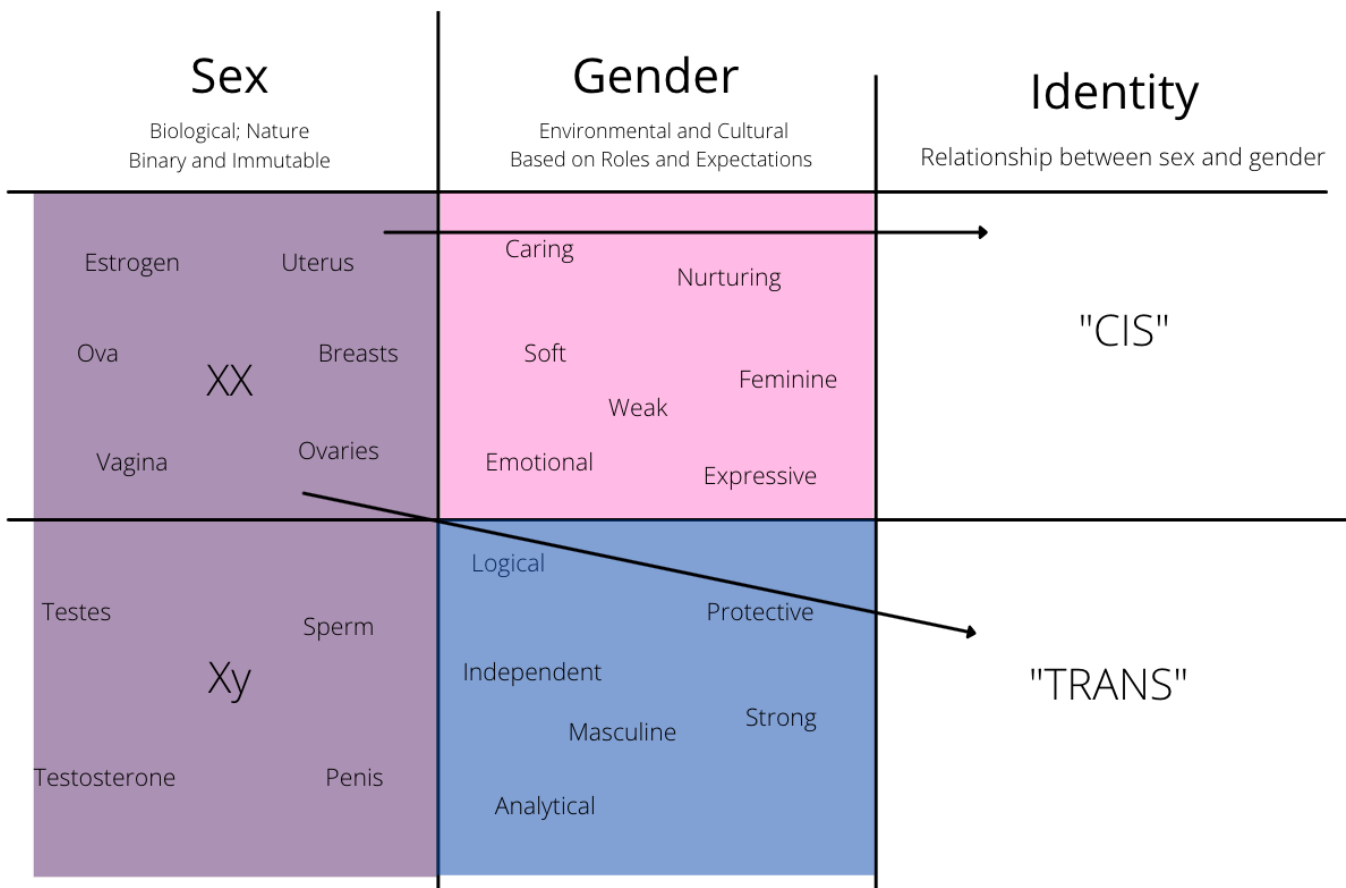 Sex
Biological; Nature
Binary and Immutable
Gender
Environmental and Cultural
Based on Roles and Expectations
Identity
Relationship between sex and gender
Estrogen
Uterus
Ova
XX
Breasts
Vagina
Ovaries
Caring
Nurturing
Soft
Feminine
Weak
Emotional
Expressive
"CIS"
Testes
Sperm
Xy
Testosterone
Penis
Logical
Protective
Independent
Strong
Masculine
Analytical
"TRANS"